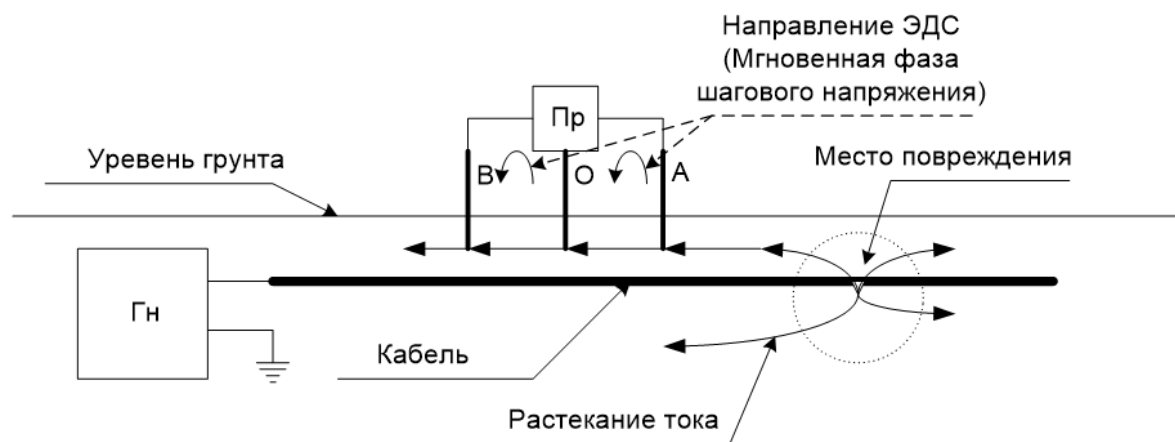 Направление ЭДС
(Мгновенная фаза
шагового напряжения)
Пр
Уревень грунта
В
О
А
Место повреждения
Гн
Кабель
Растекание тока